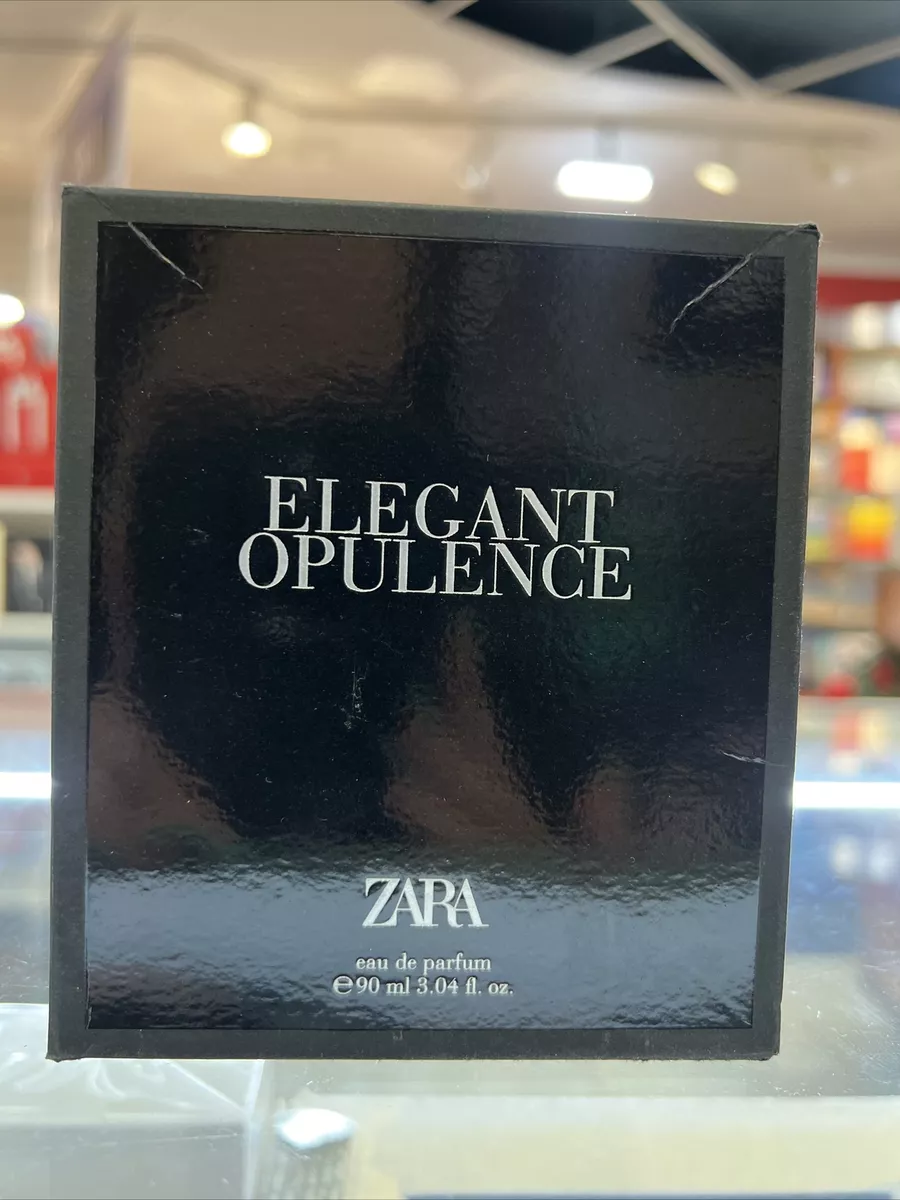 ELEGANT
OPULENCE
ZARA
eau de parfum
℮90 ml 3.04 fl. oz.